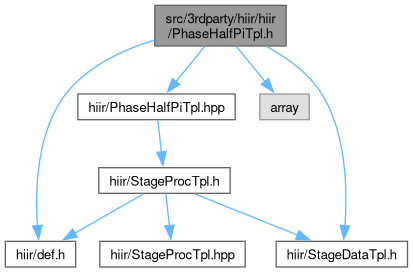 src/3rdparty/hiir/hiir
/PhaseHalfPiTpl.h
hiir/PhaseHalfPiTpl.hpp
array
hiir/StageProcTpl.h
hiir/def.h
hiir/StageProcTpl.hpp
hiir/StageDataTpl.h